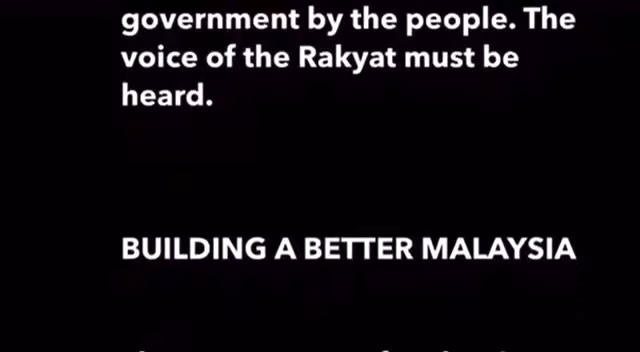 government by the people. The
voice of the Rakyat must be
heard.
BUILDING A BETTER MALAYSIA